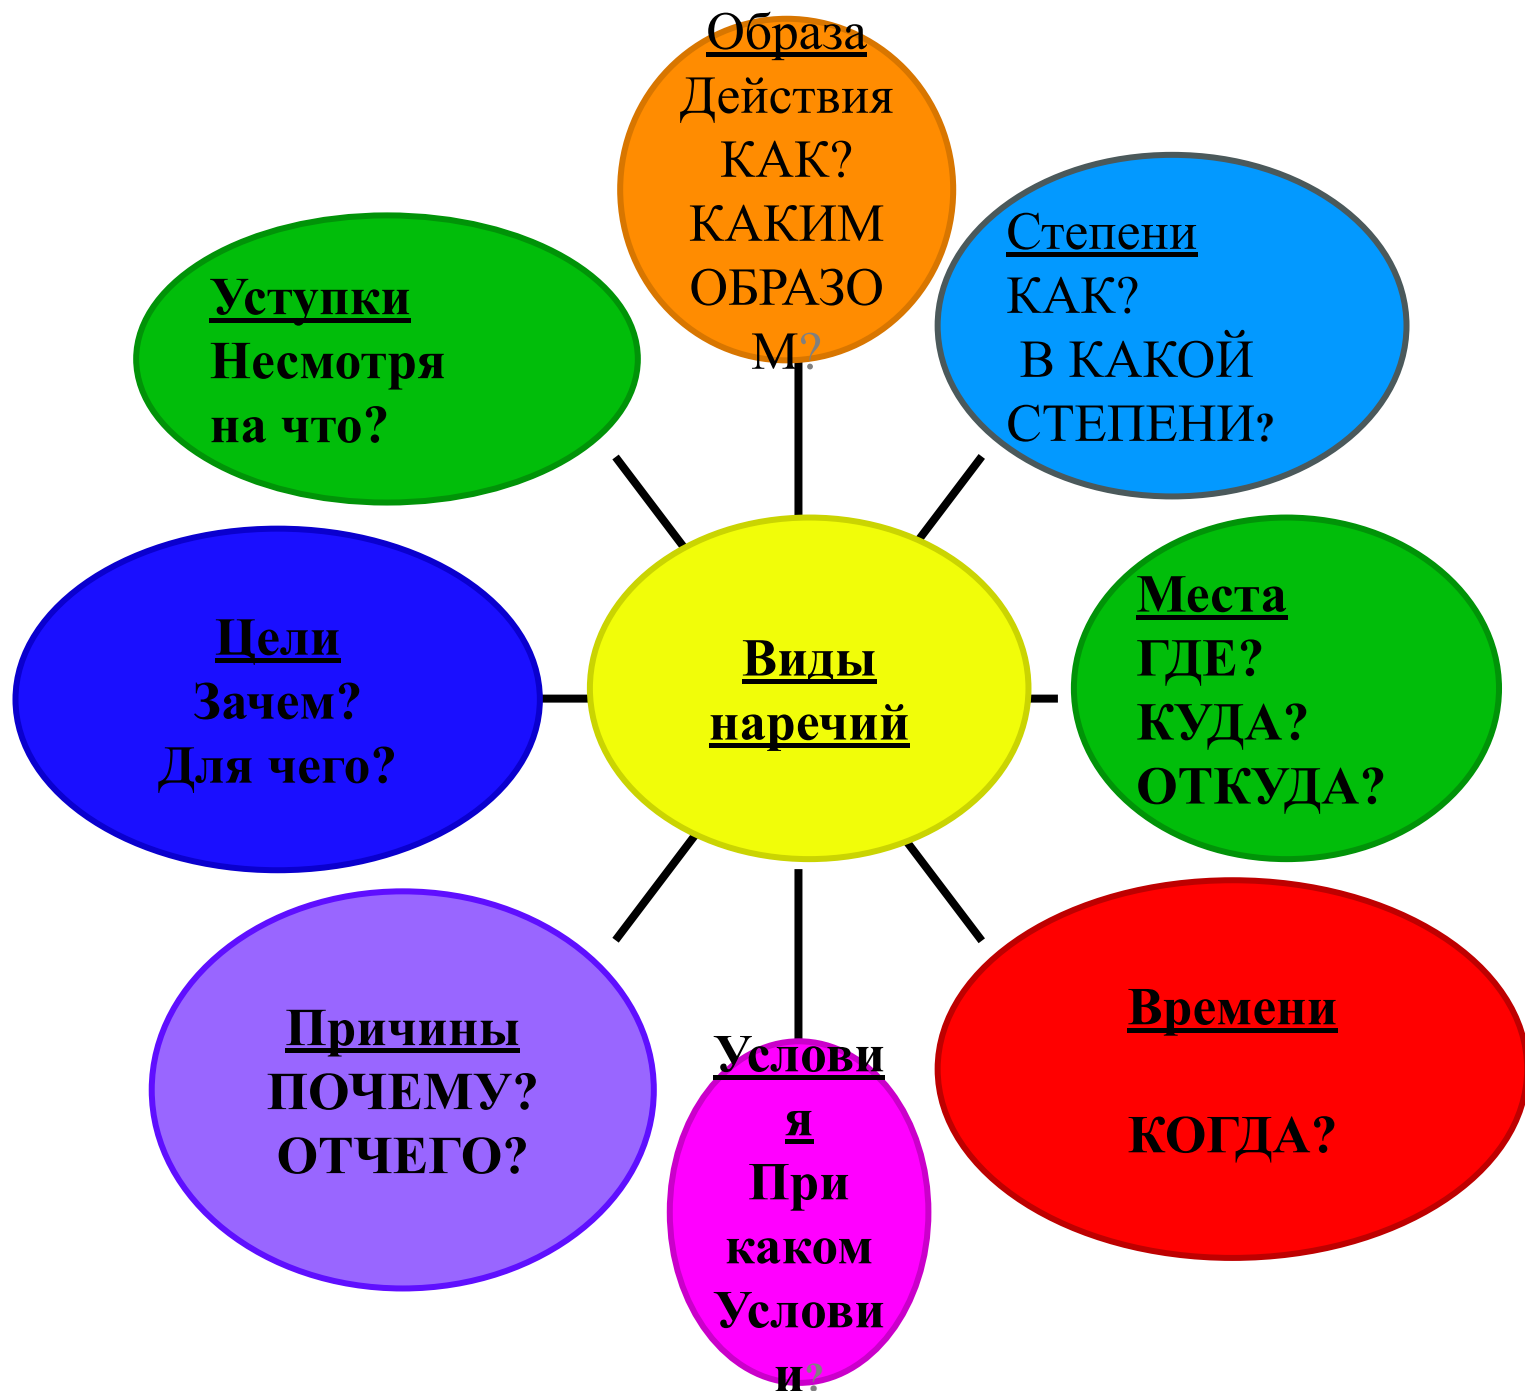 Образа
Действия
КАК?
КАКИМ
ОБРАЗО
М?
Степени
КАК?
В КАКОЙ
СТЕПЕНИ?
Уступки
Несмотря
на что?
Цели
Зачем?
Для чего?
Виды
наречий
Места
ГДЕ?
КУДА?
ОТКУДА?
Причины
ПОЧЕМУ?
ОТЧЕГО?
Услови
я
При
каком
Услови
и?
Времени
КОГДА?